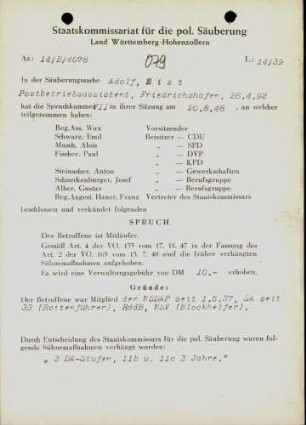 Staatskommissariat für die pol. Säuberung
Land Württemberg-Hohenzollern
Az: 14/B/4078 079 L: 14/39
In der Säuberungssache Adolf, Rist
Postbetriebsassistent, Friedrichshafen, 28.4.92
hat die Spruchkammer VII in ihrer Sitzung am 20.8.48 an welcher
teilgenommen haben:
Reg.Ass. Wax Vorsitzender
Schwarz, Emil Beisitzer — CDU
Musch, Alois „ — SPD
Fischer, Paul „ — DVP
„ — KPD
Steinacher, Anton „ — Gewerkschaften
Schneckenburger, Josef „ — Berufsgruppe
Alber, Gustav „ — Berufsgruppe
Reg.Angest. Hauer, Franz Vertreter des Staatskommissars
beschlossen und verkündet folgenden
SPRUCH
Der Betroffene ist Mitläufer.
Gemäß Art. 4 der VO. 133 vom 17. 11. 47 in der Fassung des
Art. 2 der VO. 165 vom 13. 7. 48 sind die früher verhängten
Sühnemaßnahmen aufgehoben.
Es wird eine Verwaltungsgebühr von DM 10.– erhoben.
Gründe:
Der Betroffene war Mitglied der NSDAP seit 1.5.37, SA seit
33 (Rottenführer), RddB, NSV (Blockhelfer).
Durch Entscheidung des Staatskommissars für die pol. Säuberung waren folgende Sühnemaßnahmen verhängt worden:
„ 3 DA-Stufen, 11b u. 11c 3 Jahre."